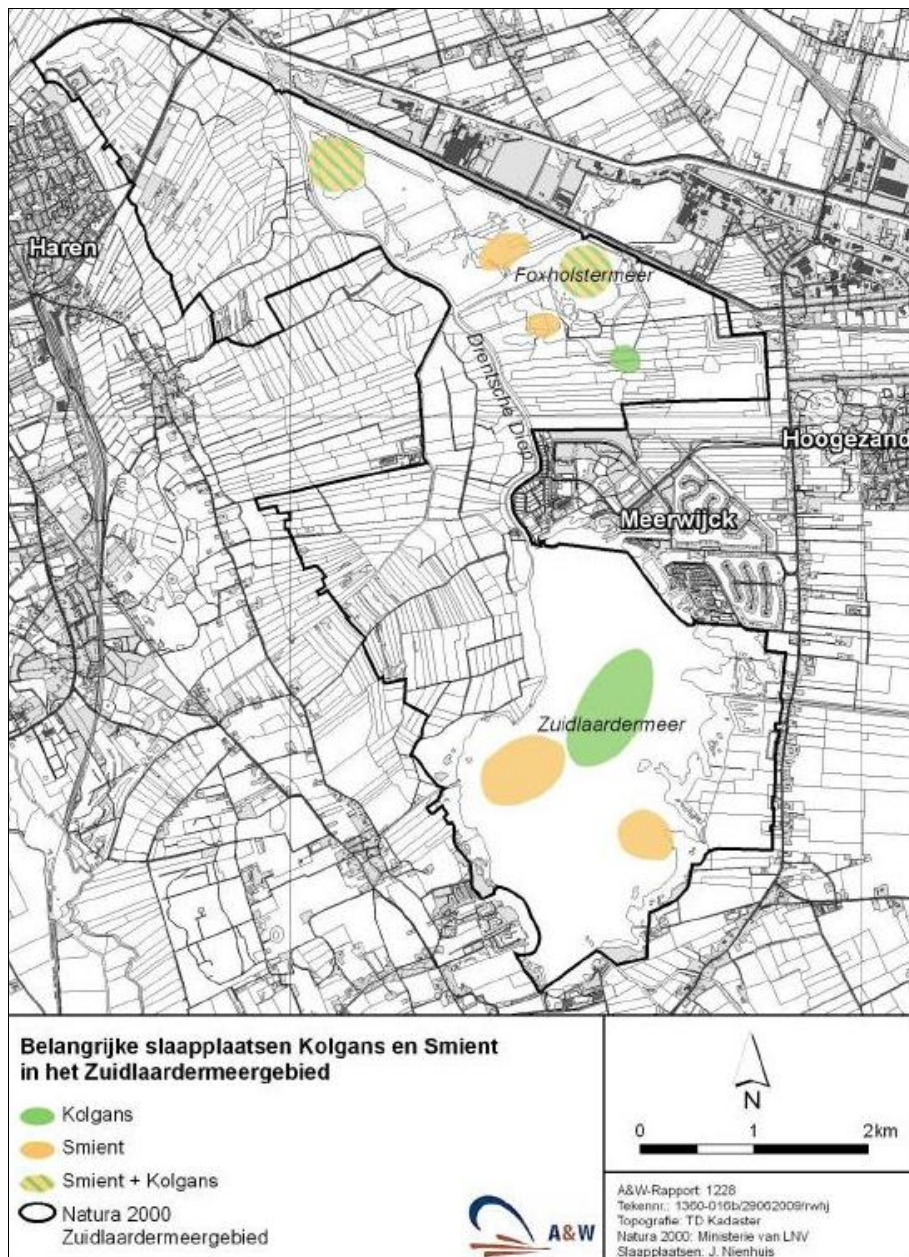 Haren
Foxholstermeer
Drentsche Diep
Hoogezand
Meerwijck
Zuidlaardermeer
Belangrijke slaapplaatsen Kolgans en Smient
in het Zuidlaardermeergebied
Kolgans
Smient
Smient + Kolgans
Natura 2000
Zuidlaardermeergebied
A&W
N
0 1 2km
A&W-Rapport: 1228
Tekennr.: 1360-016b/29062009/rwhj
Topografie: TD Kadaster
Natura 2000: Ministerie van LNV
Slaapplaatsen: J. Nienhuis